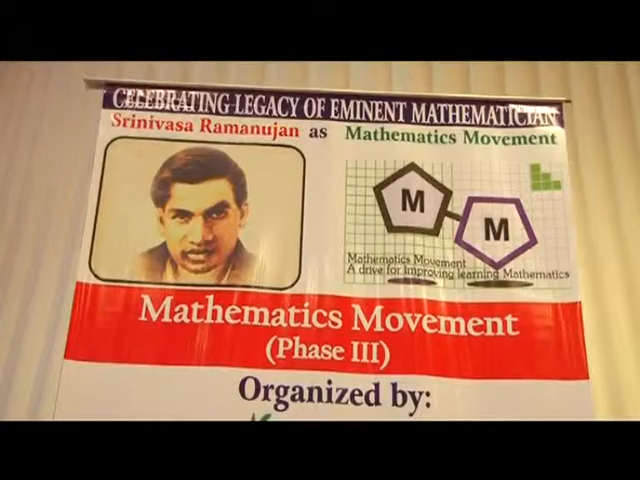 CELEBRATING LEGACY OF EMINENT MATHEMATICIAN
Srinivasa Ramanujan as Mathematics Movement
M
M
Mathematics Movement
A drive for Improving learning Mathematics
Mathematics Movement
(Phase III)
Organized by: